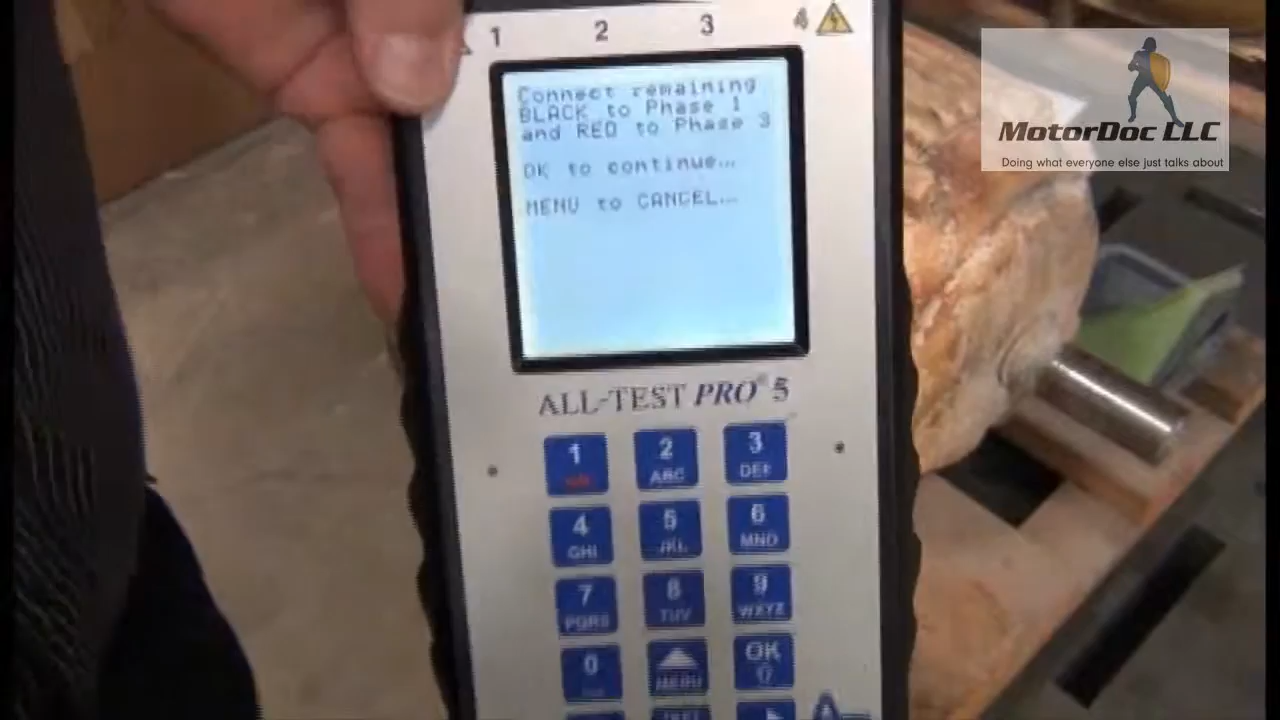 1 2 3 4
MotorDoc LLC
Doing what everyone else just talks about
Connect remaining
BLACK to Phase 1
and RED to Phase 3
OK to continue...
MENU to CANCEL...
ALL-TEST PRO® 5
1 2 3
ABC DEF
4 5 6
GHI JKL MNO
7 8 9
PQRS TUV WXYZ
0 OK
MENU